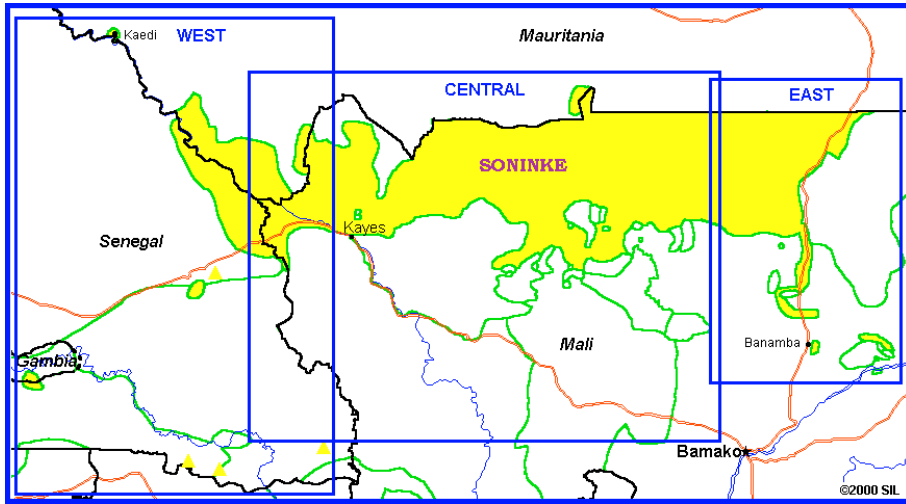 Kaedi
WEST
Mauritania
CENTRAL
EAST
SONINKE
Kayes
Senegal
Gambia
Mali
Banamba
Bamako
©2000 SIL